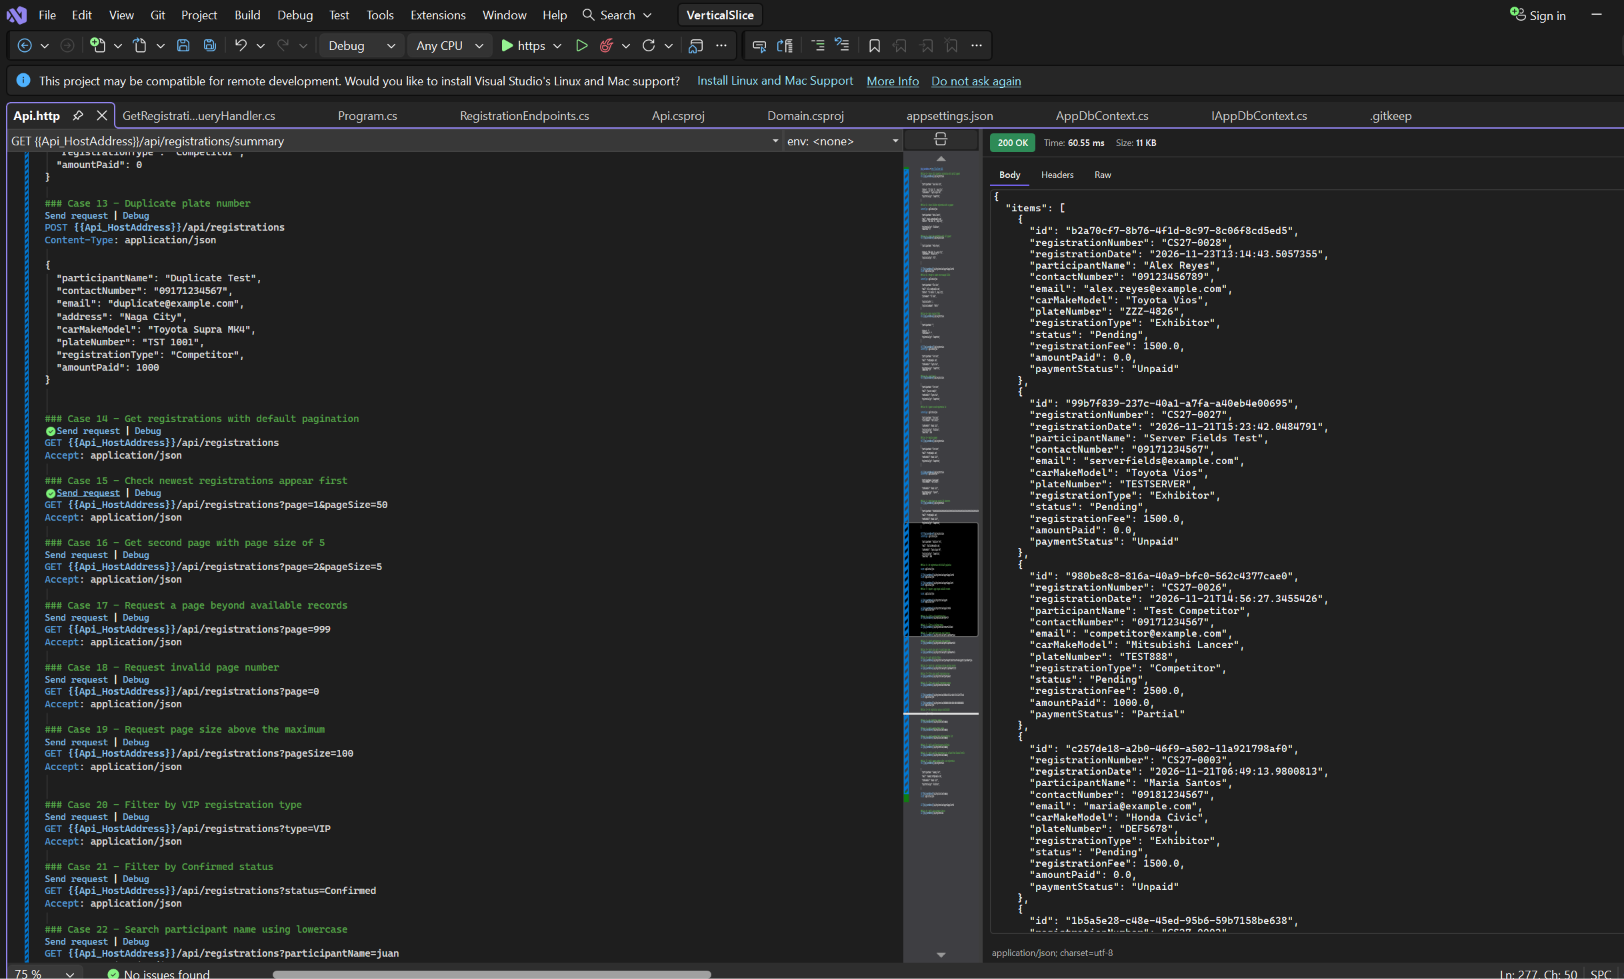 File Edit View Git Project Build Debug Test Tools Extensions Window Help Search VerticalSlice Sign in
Debug Any CPU https
This project may be compatible for remote development. Would you like to install Visual Studio's Linux and Mac support? Install Linux and Mac Support More Info Do not ask again
Api.http GetRegistrati...ueryHandler.cs Program.cs RegistrationEndpoints.cs Api.csproj Domain.csproj appsettings.json AppDbContext.cs IAppDbContext.cs .gitkeep
GET {{Api_HostAddress}}/api/registrations/summary env: <none>
"registrationType": "Competitor",
"amountPaid": 0
}
### Case 13 - Duplicate plate number
Send request | Debug
POST {{Api_HostAddress}}/api/registrations
Content-Type: application/json
{
"participantName": "Duplicate Test",
"contactNumber": "09171234567",
"email": "duplicate@example.com",
"address": "Naga City",
"carMakeModel": "Toyota Supra MK4",
"plateNumber": "TST 1001",
"registrationType": "Competitor",
"amountPaid": 1000
}
### Case 14 - Get registrations with default pagination
Send request | Debug
GET {{Api_HostAddress}}/api/registrations
Accept: application/json
### Case 15 - Check newest registrations appear first
Send request | Debug
GET {{Api_HostAddress}}/api/registrations?page=1&pageSize=50
Accept: application/json
### Case 16 - Get second page with page size of 5
Send request | Debug
GET {{Api_HostAddress}}/api/registrations?page=2&pageSize=5
Accept: application/json
### Case 17 - Request a page beyond available records
Send request | Debug
GET {{Api_HostAddress}}/api/registrations?page=999
Accept: application/json
### Case 18 - Request invalid page number
Send request | Debug
GET {{Api_HostAddress}}/api/registrations?page=0
Accept: application/json
### Case 19 - Request page size above the maximum
Send request | Debug
GET {{Api_HostAddress}}/api/registrations?pageSize=100
Accept: application/json
### Case 20 - Filter by VIP registration type
Send request | Debug
GET {{Api_HostAddress}}/api/registrations?type=VIP
Accept: application/json
### Case 21 - Filter by Confirmed status
Send request | Debug
GET {{Api_HostAddress}}/api/registrations?status=Confirmed
Accept: application/json
### Case 22 - Search participant name using lowercase
Send request | Debug
GET {{Api_HostAddress}}/api/registrations?participantName=juan
200 OK Time: 60.55 ms Size: 11 KB
Body Headers Raw
{
"items": [
{
"id": "b2a70cf7-8b76-4f1d-8c97-8c06f8cd5ed5",
"registrationNumber": "CS27-0028",
"registrationDate": "2026-11-23T13:14:43.5057355",
"participantName": "Alex Reyes",
"contactNumber": "09123456789",
"email": "alex.reyes@example.com",
"carMakeModel": "Toyota Vios",
"plateNumber": "ZZZ-4826",
"registrationType": "Exhibitor",
"status": "Pending",
"registrationFee": 1500.0,
"amountPaid": 0.0,
"paymentStatus": "Unpaid"
},
{
"id": "99b7f839-237c-40a1-a7fa-a40eb4e00695",
"registrationNumber": "CS27-0027",
"registrationDate": "2026-11-21T15:23:42.0484791",
"participantName": "Server Fields Test",
"contactNumber": "09171234567",
"email": "serverfields@example.com",
"carMakeModel": "Toyota Vios",
"plateNumber": "TESTSERVER",
"registrationType": "Exhibitor",
"status": "Pending",
"registrationFee": 1500.0,
"amountPaid": 0.0,
"paymentStatus": "Unpaid"
},
{
"id": "980be8c8-816a-40a9-bfc0-562c4377cae0",
"registrationNumber": "CS27-0026",
"registrationDate": "2026-11-21T14:56:27.3455426",
"participantName": "Test Competitor",
"contactNumber": "09171234567",
"email": "competitor@example.com",
"carMakeModel": "Mitsubishi Lancer",
"plateNumber": "TEST888",
"registrationType": "Competitor",
"status": "Pending",
"registrationFee": 2500.0,
"amountPaid": 1000.0,
"paymentStatus": "Partial"
},
{
"id": "c257de18-a2b0-46f9-a502-11a921798af0",
"registrationNumber": "CS27-0003",
"registrationDate": "2026-11-21T06:49:13.9800813",
"participantName": "Maria Santos",
"contactNumber": "09181234567",
"email": "maria@example.com",
"carMakeModel": "Honda Civic",
"plateNumber": "DEF5678",
"registrationType": "Exhibitor",
"status": "Pending",
"registrationFee": 1500.0,
"amountPaid": 0.0,
"paymentStatus": "Unpaid"
},
{
"id": "1b5a5e28-c48e-45ed-95b6-59b7158be638",
application/json; charset=utf-8
75 % No issues found Ln: 277 Ch: 50 SPC